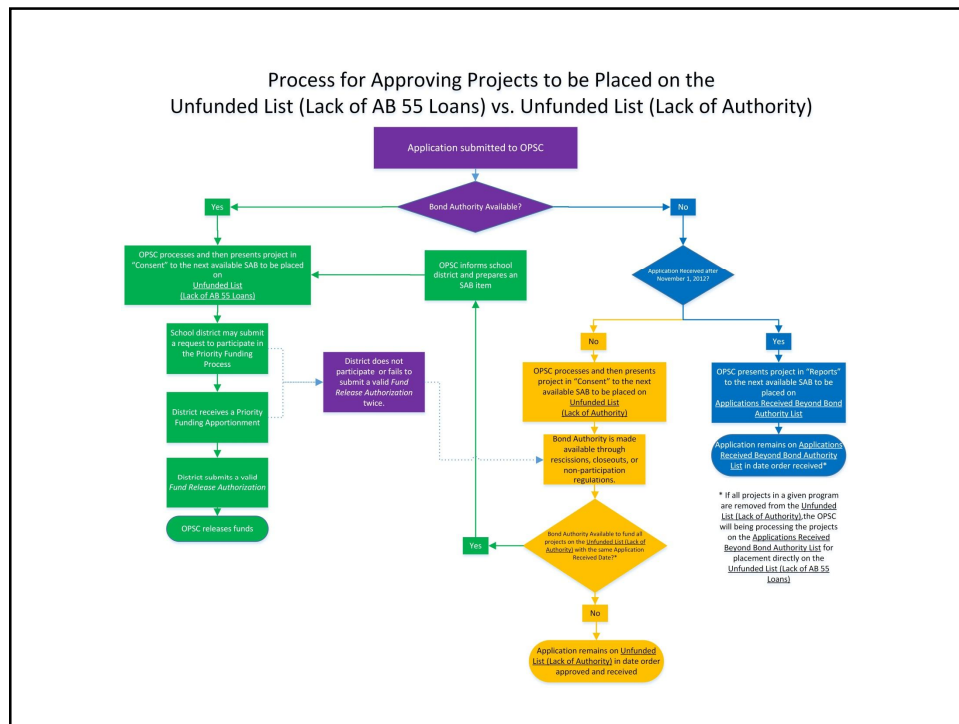 Process for Approving Projects to be Placed on the
Unfunded List (Lack of AB 55 Loans) vs. Unfunded List (Lack of Authority)
Application submitted to OPSC
Bond Authority Available?
Yes
No
OPSC processes and then presents project in
“Consent” to the next available SAB to be placed
on
Unfunded List
(Lack of AB 55 Loans)
OPSC informs school
district and prepares an
SAB item
Application Received after
November 1, 2012?
School district may submit
a request to participate in
the Priority Funding
Process
District does not
participate or fails to
submit a valid Fund
Release Authorization
twice.
No
Yes
OPSC processes and then presents
project in “Consent” to the next
available SAB to be placed on
Unfunded List
(Lack of Authority)
OPSC presents project in “Reports”
to the next available SAB to be
placed on
Applications Received Beyond Bond
Authority List
District receives a Priority
Funding Apportionment
Bond Authority is made
available through
rescissions, closeouts, or
non-participation
regulations.
Application remains on Applications
Received Beyond Bond Authority
List in date order received*
District submits a valid
Fund Release Authorization
OPSC releases funds
* If all projects in a given program
are removed from the Unfunded
List (Lack of Authority),the OPSC
will being processing the projects
on the Applications Received
Beyond Bond Authority List for
placement directly on the
Unfunded List (Lack of AB 55
Loans)
Yes
Bond Authority Available to fund all
projects on the Unfunded List (Lack of
Authority) with the same Application
Received Date?*
No
Application remains on Unfunded
List (Lack of Authority) in date order
approved and received